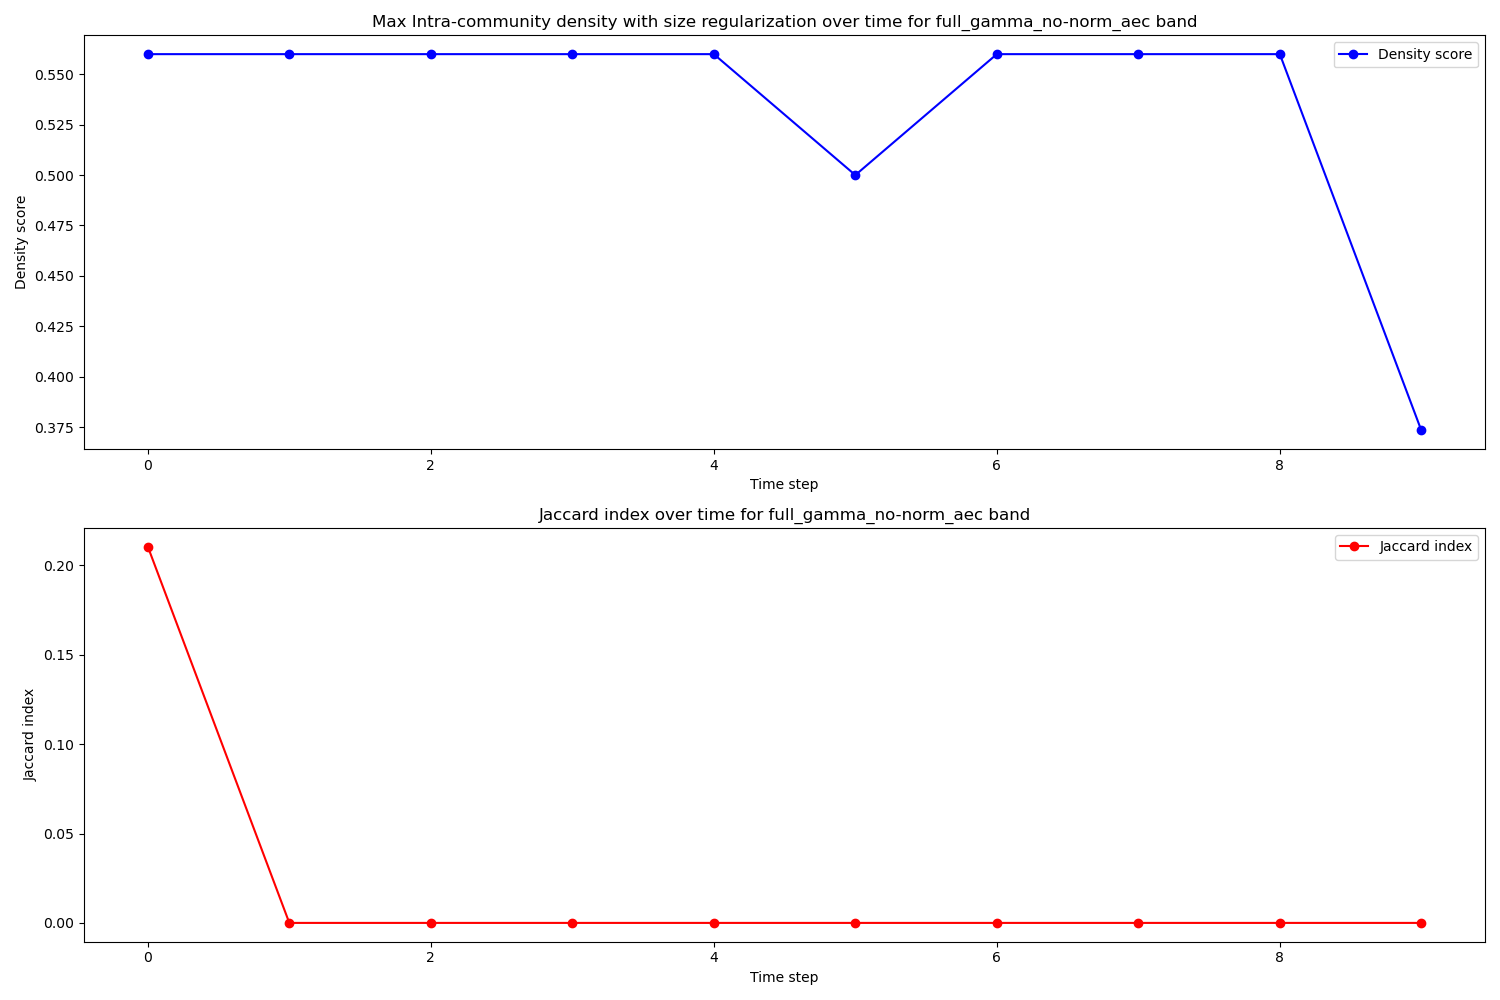 Max Intra-community density with size regularization over time for full_gamma_no-norm_aec band
Density score
0.550
0.525
0.500
0.475
0.450
0.425
0.400
0.375
Density score
0 2 4 6 8
Time step
Jaccard index over time for full_gamma_no-norm_aec band
Jaccard index
0.20
0.15
0.10
0.05
0.00
Jaccard index
0 2 4 6 8
Time step